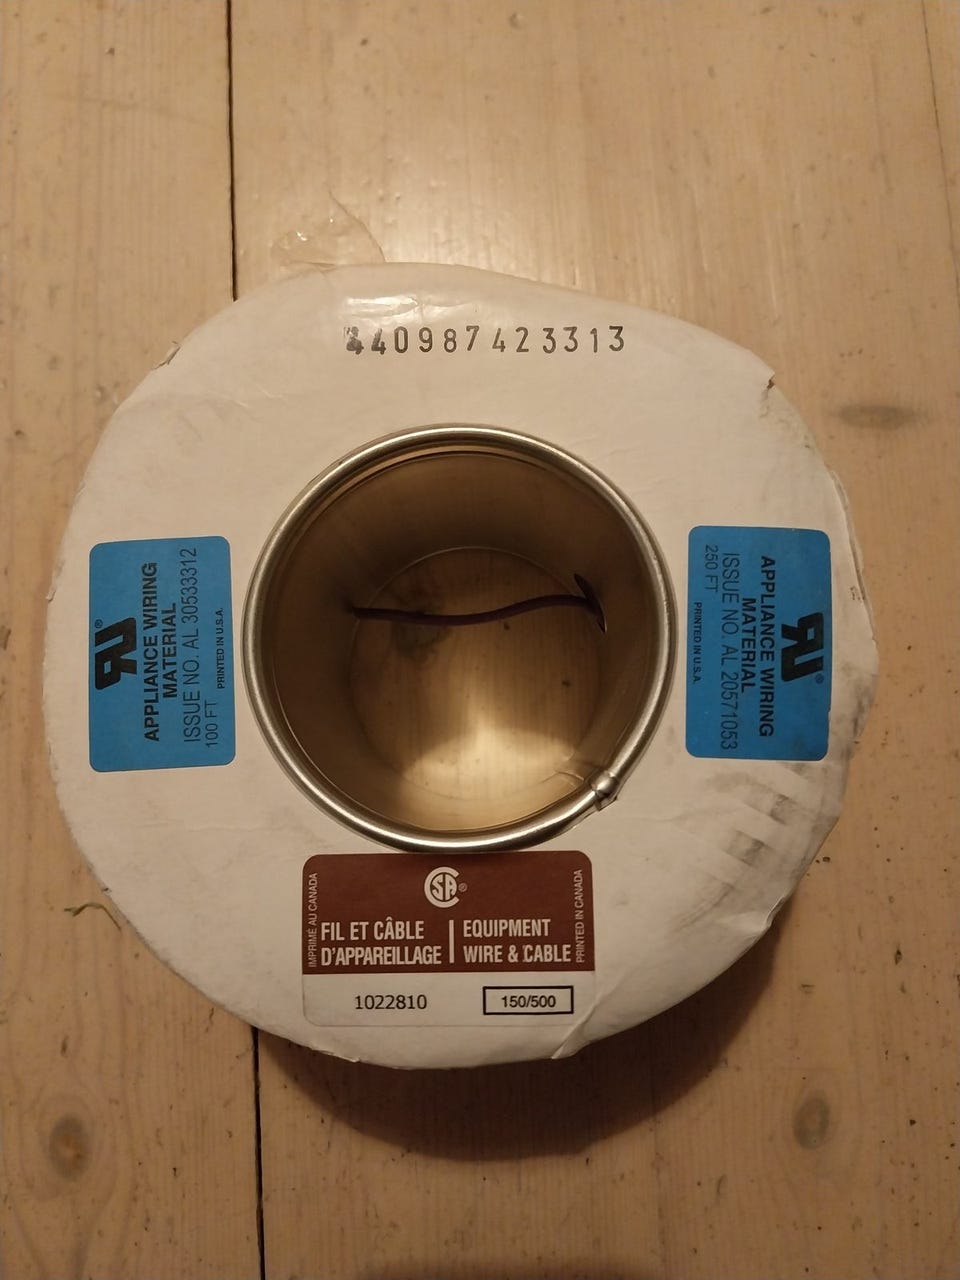 440987423313
APPLIANCE WIRING
MATERIAL
ISSUE NO. AL 30533312
100 FT
PRINTED IN U.S.A.
APPLIANCE WIRING
MATERIAL
ISSUE NO. AL 20571053
250 FT
PRINTED IN U.S.A.
CSA®
IMPRIMÉ AU CANADA
FIL ET CÂBLE
D'APPAREILLAGE
EQUIPMENT
WIRE & CABLE
PRINTED IN CANADA
1022810
150/500